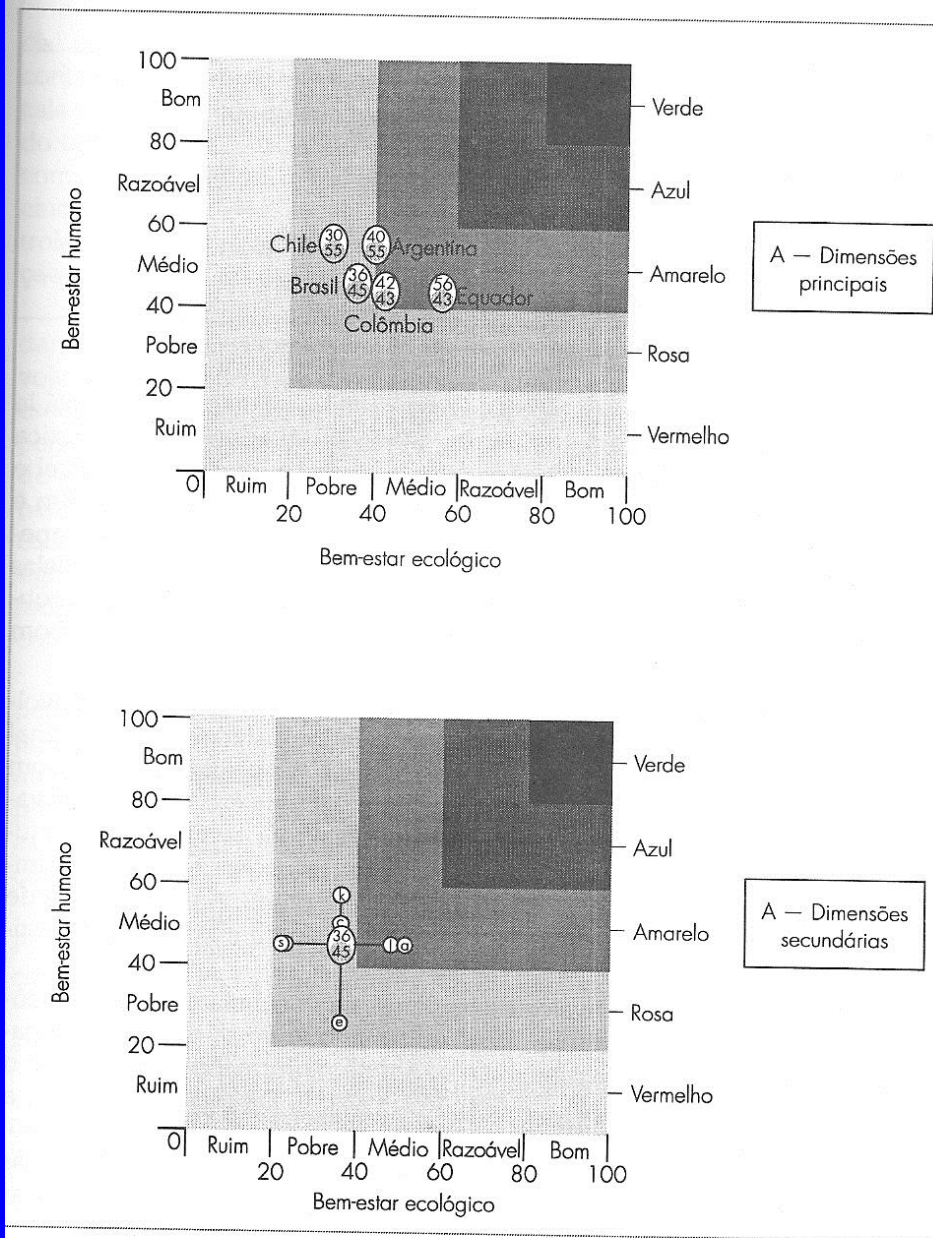 100
Bom
80
Razoável
60
Médio
40
Pobre
20
Ruim
0
Bem-estar humano
Chile
30
55
40
55
Argentina
Brasil
36
45
42
43
56
43
Equador
Colômbia
Verde
Azul
Amarelo
Rosa
Vermelho
A — Dimensões
principais
Ruim Pobre Médio Razoável Bom
20 40 60 80 100
Bem-estar ecológico
100
Bom
80
Razoável
60
Médio
40
Pobre
20
Ruim
0
Bem-estar humano
k
c
s
36
45
l a
e
Verde
Azul
Amarelo
Rosa
Vermelho
A — Dimensões
secundárias
Ruim Pobre Médio Razoável Bom
20 40 60 80 100
Bem-estar ecológico